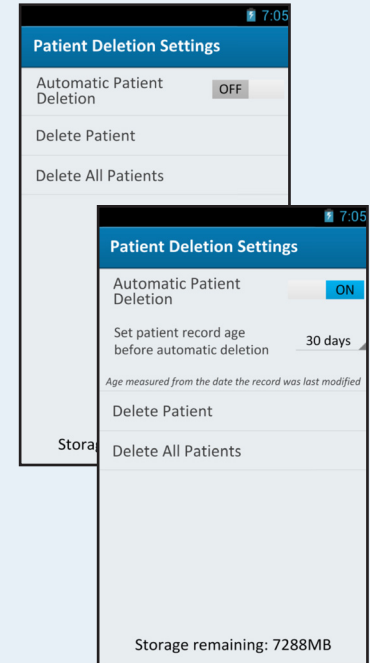 7:05
Patient Deletion Settings
Automatic Patient
Deletion
OFF
Delete Patient
Delete All Patients
7:05
Patient Deletion Settings
Automatic Patient
Deletion
ON
Set patient record age
before automatic deletion
30 days
Age measured from the date the record was last modified
Delete Patient
Delete All Patients
Storage remaining: 7288MB